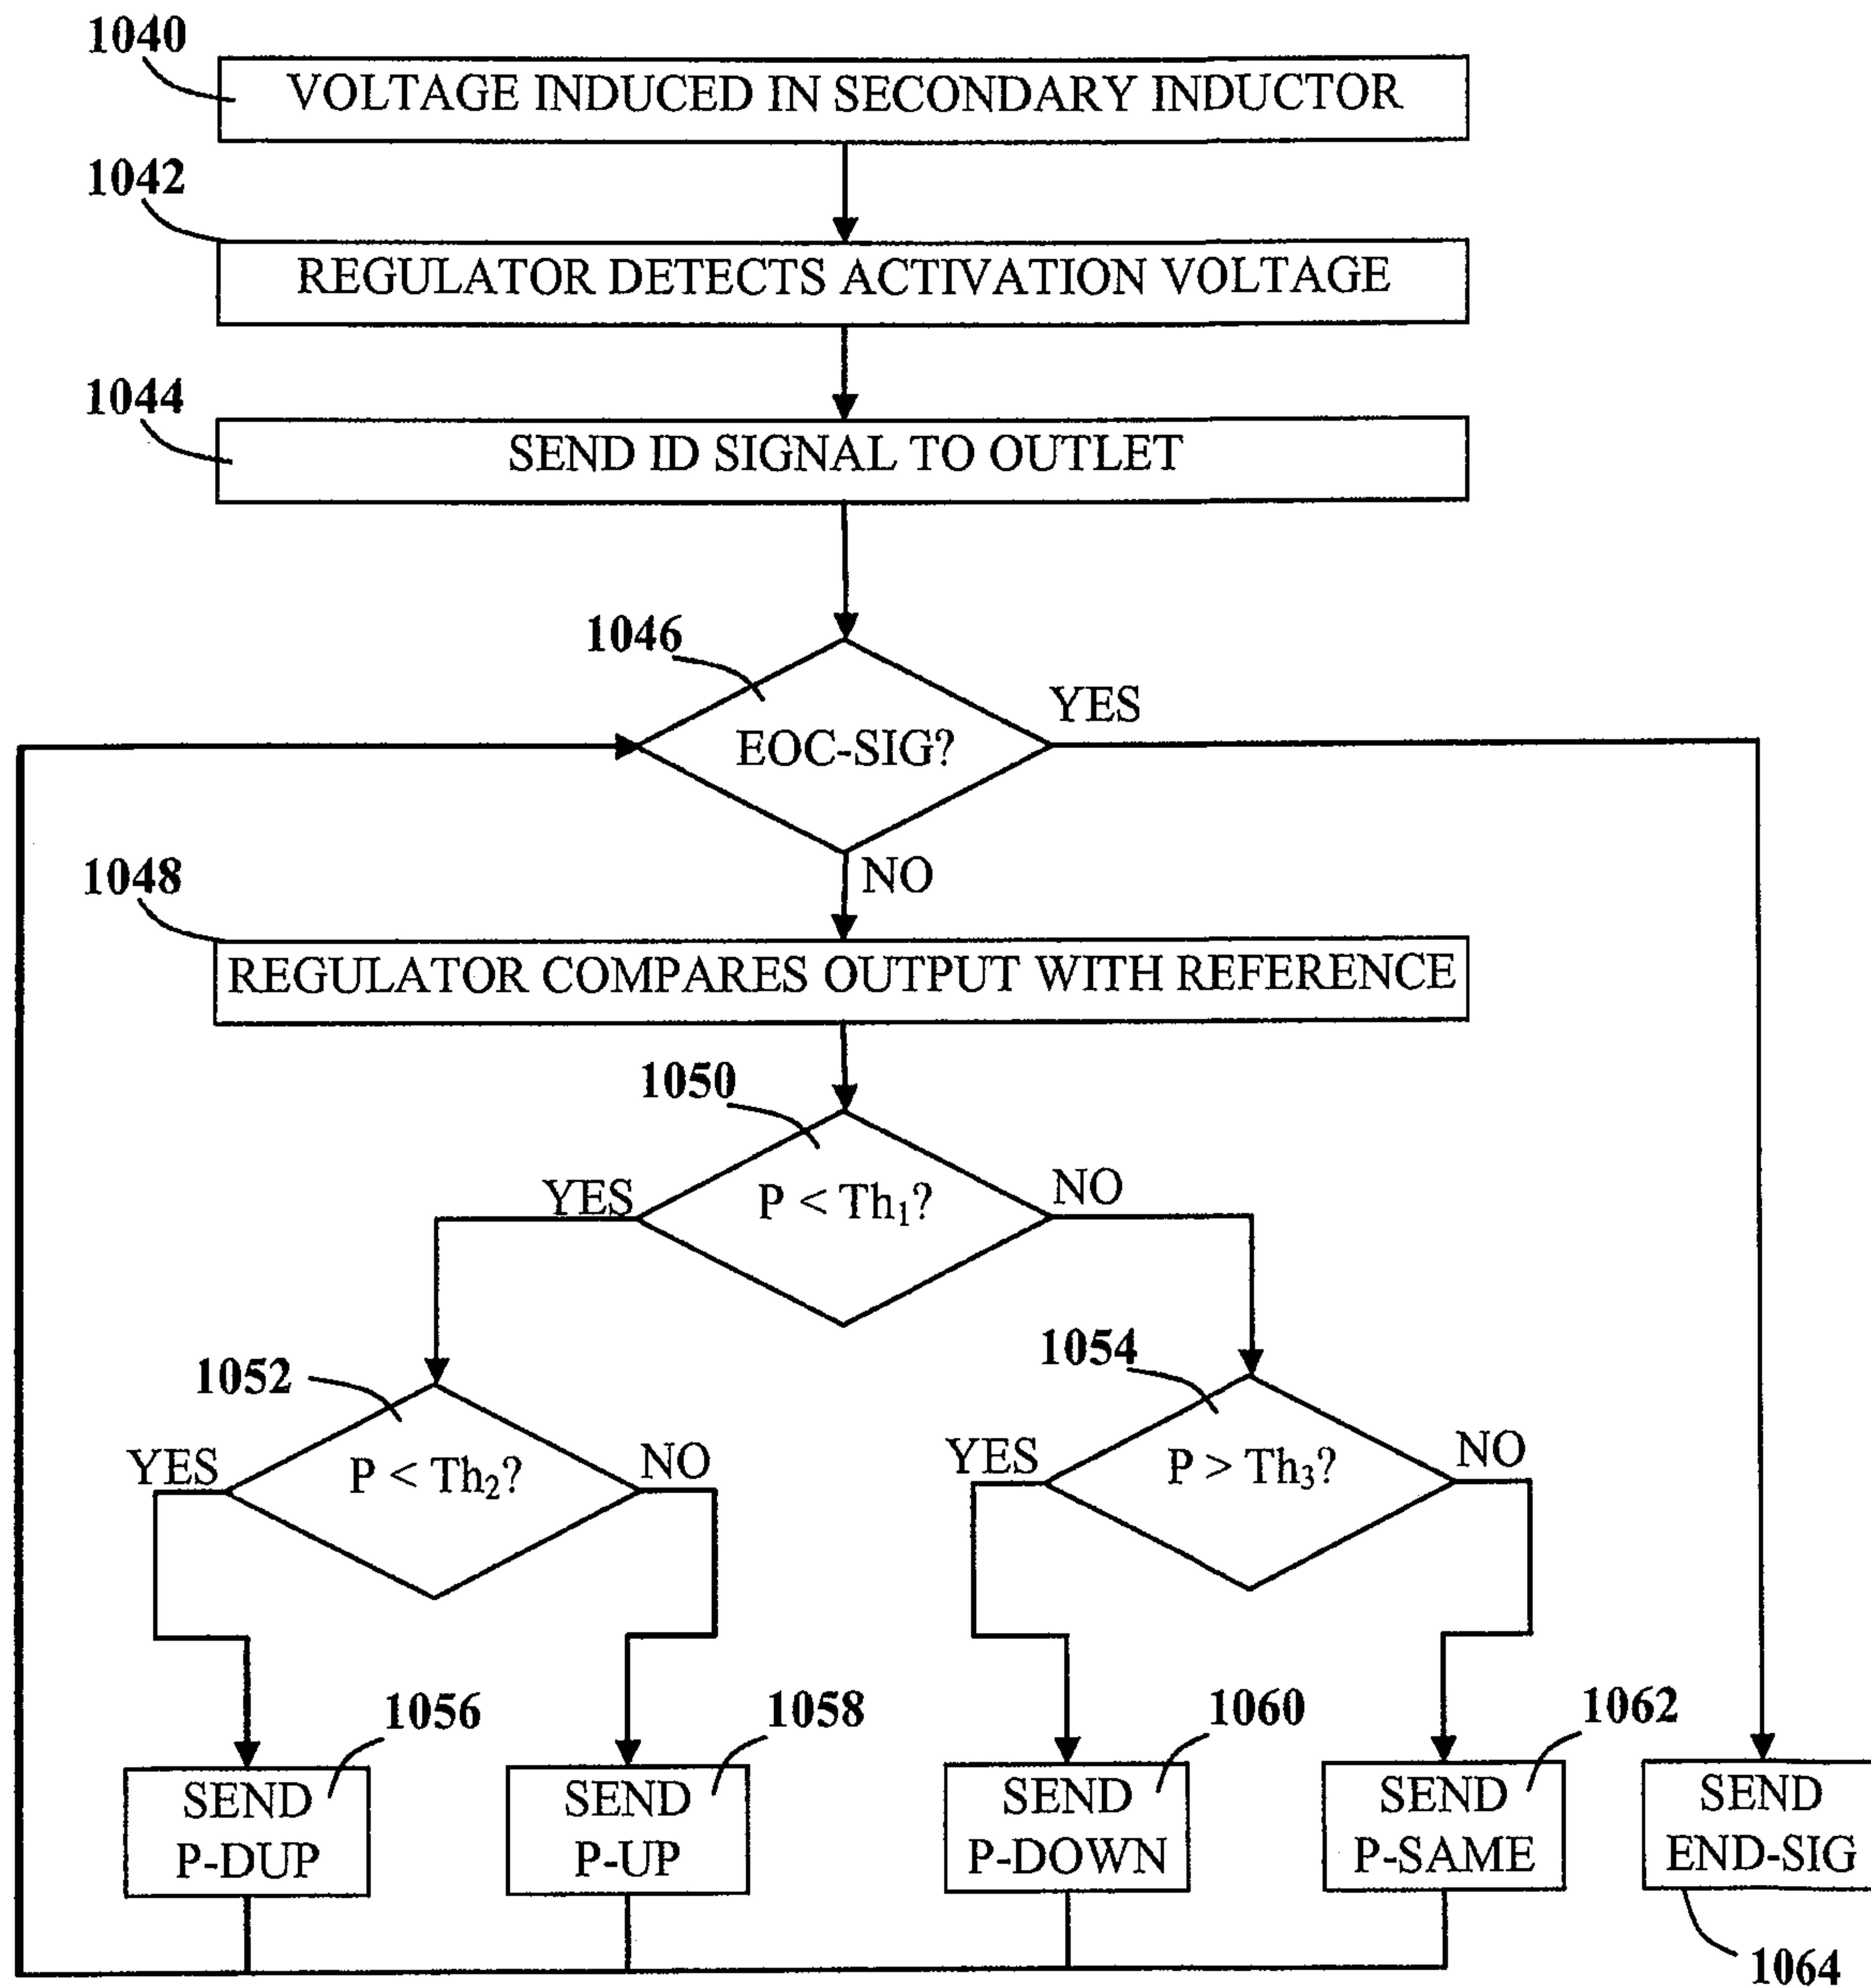 1040
VOLTAGE INDUCED IN SECONDARY INDUCTOR
1042
REGULATOR DETECTS ACTIVATION VOLTAGE
1044
SEND ID SIGNAL TO OUTLET
1046
YES
EOC-SIG?
NO
1048
REGULATOR COMPARES OUTPUT WITH REFERENCE
1050
YES
P < Th₁?
NO
1052
YES
P < Th₂?
NO
1054
YES
P > Th₃?
NO
1056
SEND
P-DUP
1058
SEND
P-UP
1060
SEND
P-DOWN
1062
SEND
P-SAME
SEND
END-SIG
1064